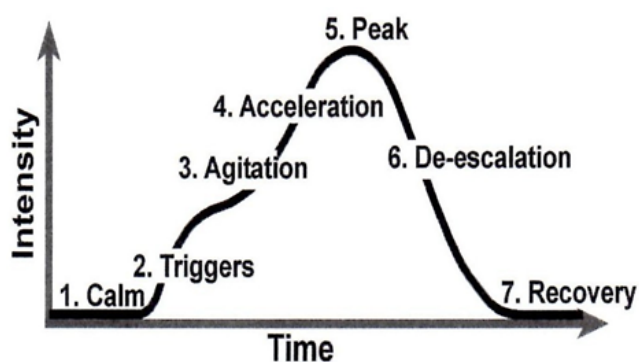 5. Peak
4. Acceleration
3. Agitation
6. De-escalation
2. Triggers
1. Calm
7. Recovery
Intensity
Time